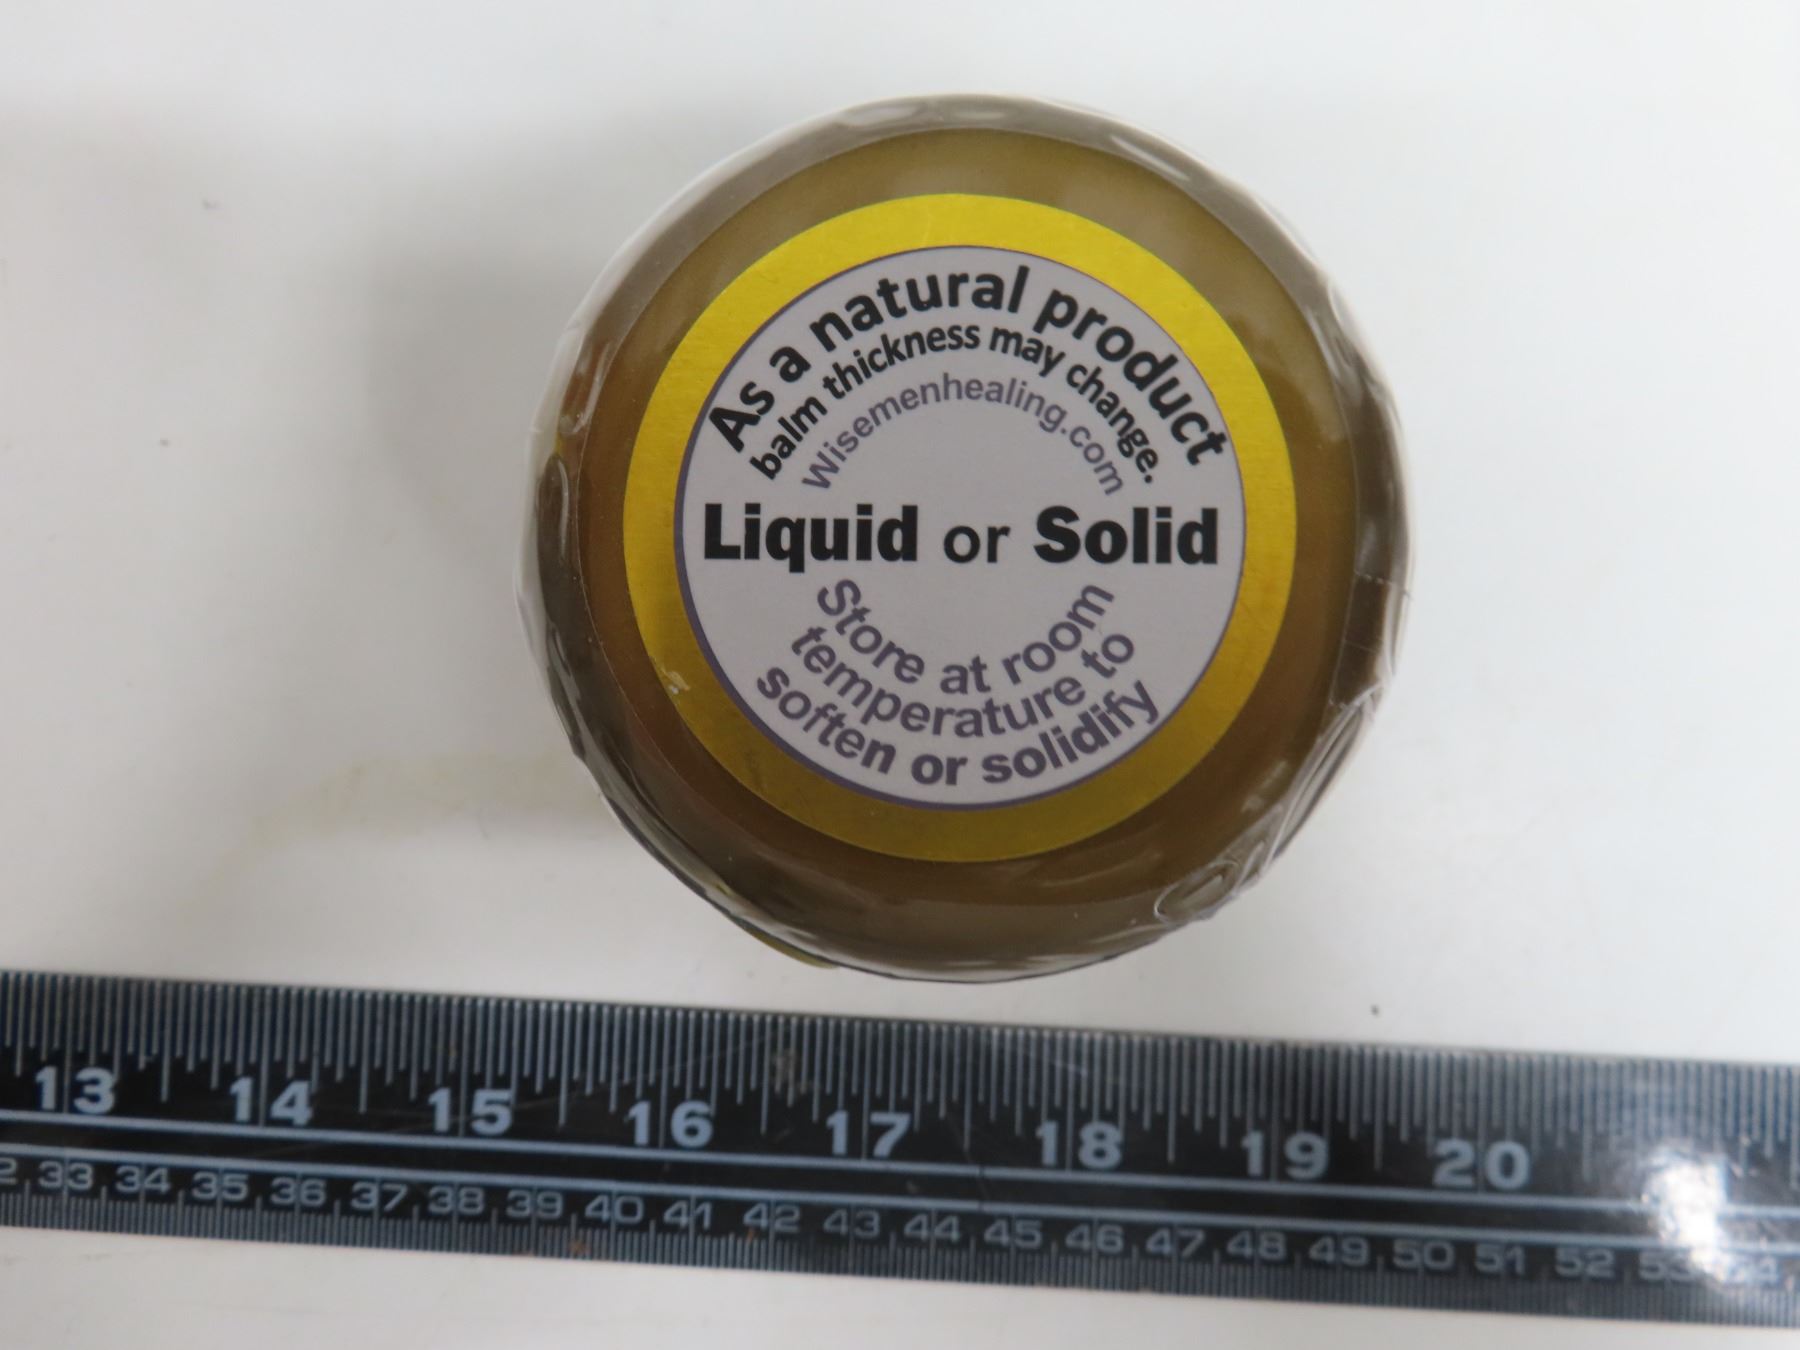 As a natural product
balm thickness may change.
Wisemenhealing.com
Liquid or Solid
Store at room
temperature to
soften or solidify
13 14 15 16 17 18 19 20
33 34 35 36 37 38 39 40 41 42 43 44 45 46 47 48 49 50 51 52 53